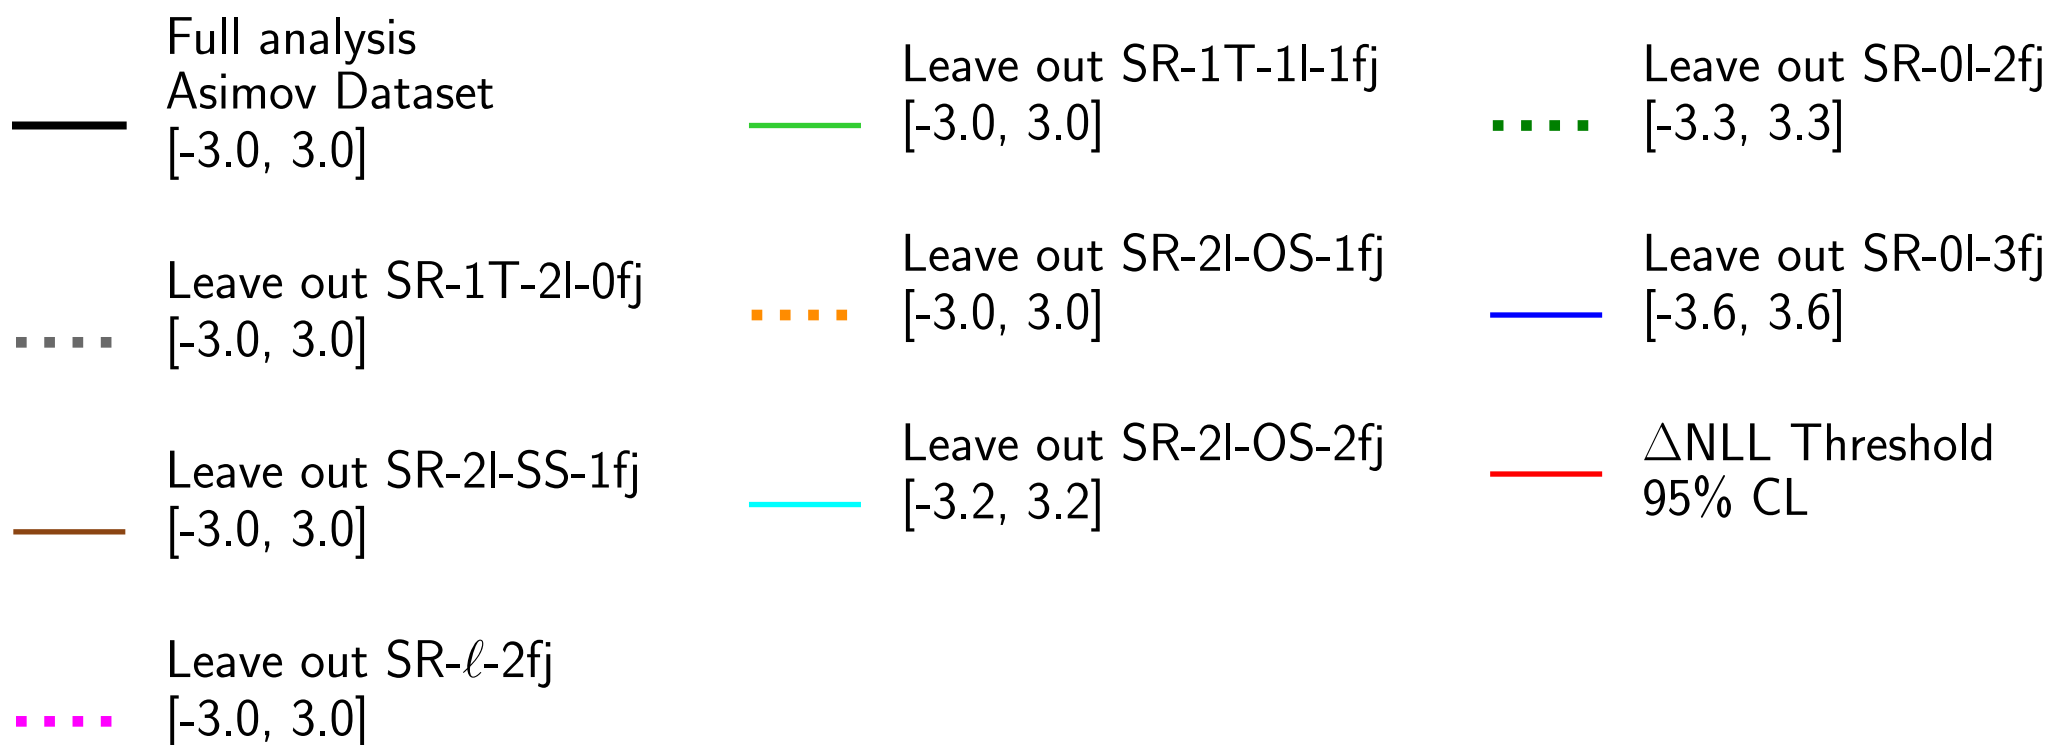 Full analysis
Asimov Dataset
[-3.0, 3.0]
Leave out SR-1T-2l-0fj
[-3.0, 3.0]
Leave out SR-2l-SS-1fj
[-3.0, 3.0]
Leave out SR-ℓ-2fj
[-3.0, 3.0]
Leave out SR-1T-1l-1fj
[-3.0, 3.0]
Leave out SR-2l-OS-1fj
[-3.0, 3.0]
Leave out SR-2l-OS-2fj
[-3.2, 3.2]
Leave out SR-0l-2fj
[-3.3, 3.3]
Leave out SR-0l-3fj
[-3.6, 3.6]
ΔNLL Threshold
95% CL